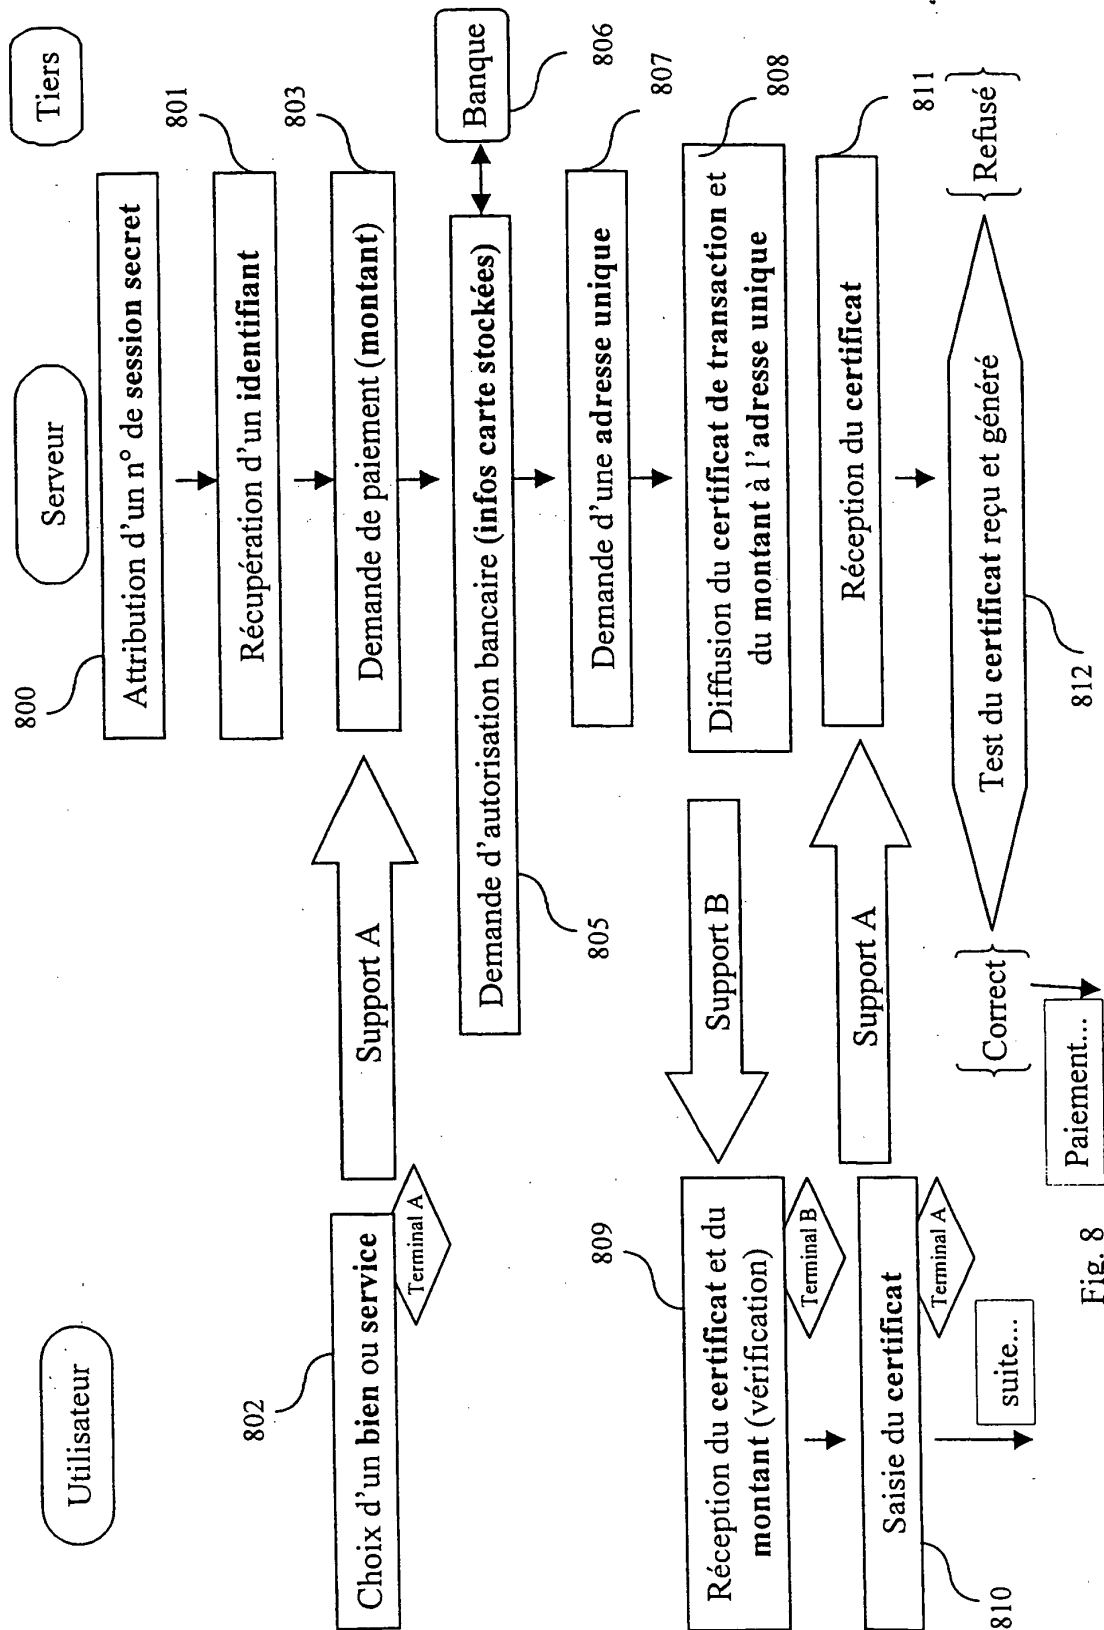 Utilisateur
Serveur
Tiers
800
Attribution d'un n° de session secret
801
Récupération d'un identifiant
802
Choix d'un bien ou service
Terminal A
Support A
803
Demande de paiement (montant)
805
Demande d'autorisation bancaire (infos carte stockées)
Banque
806
807
Demande d'une adresse unique
808
Diffusion du certificat de transaction et
du montant à l'adresse unique
Support B
809
Réception du certificat et du
montant (vérification)
Terminal B
810
Saisie du certificat
Terminal A
Support A
811
Réception du certificat
suite...
812
Test du certificat reçu et généré
{Correct}
{Refusé}
Paiement...
Fig. 8